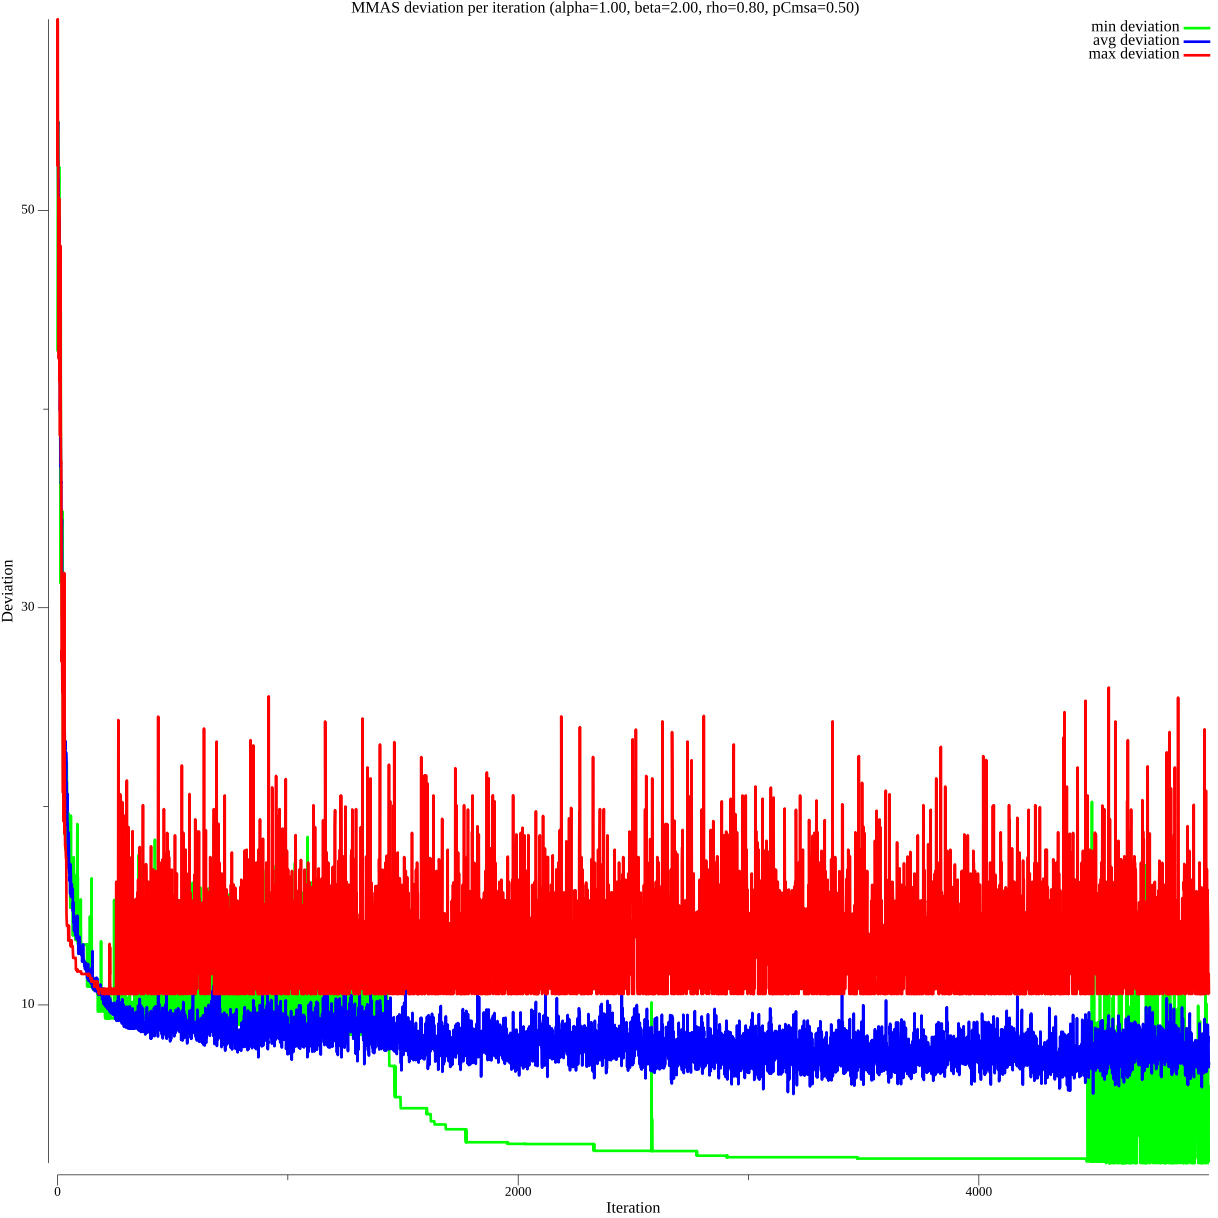 MMAS deviation per iteration (alpha=1.00, beta=2.00, rho=0.80, pCmsa=0.50)
min deviation
avg deviation
max deviation
50
30
10
Deviation
0
2000
4000
Iteration